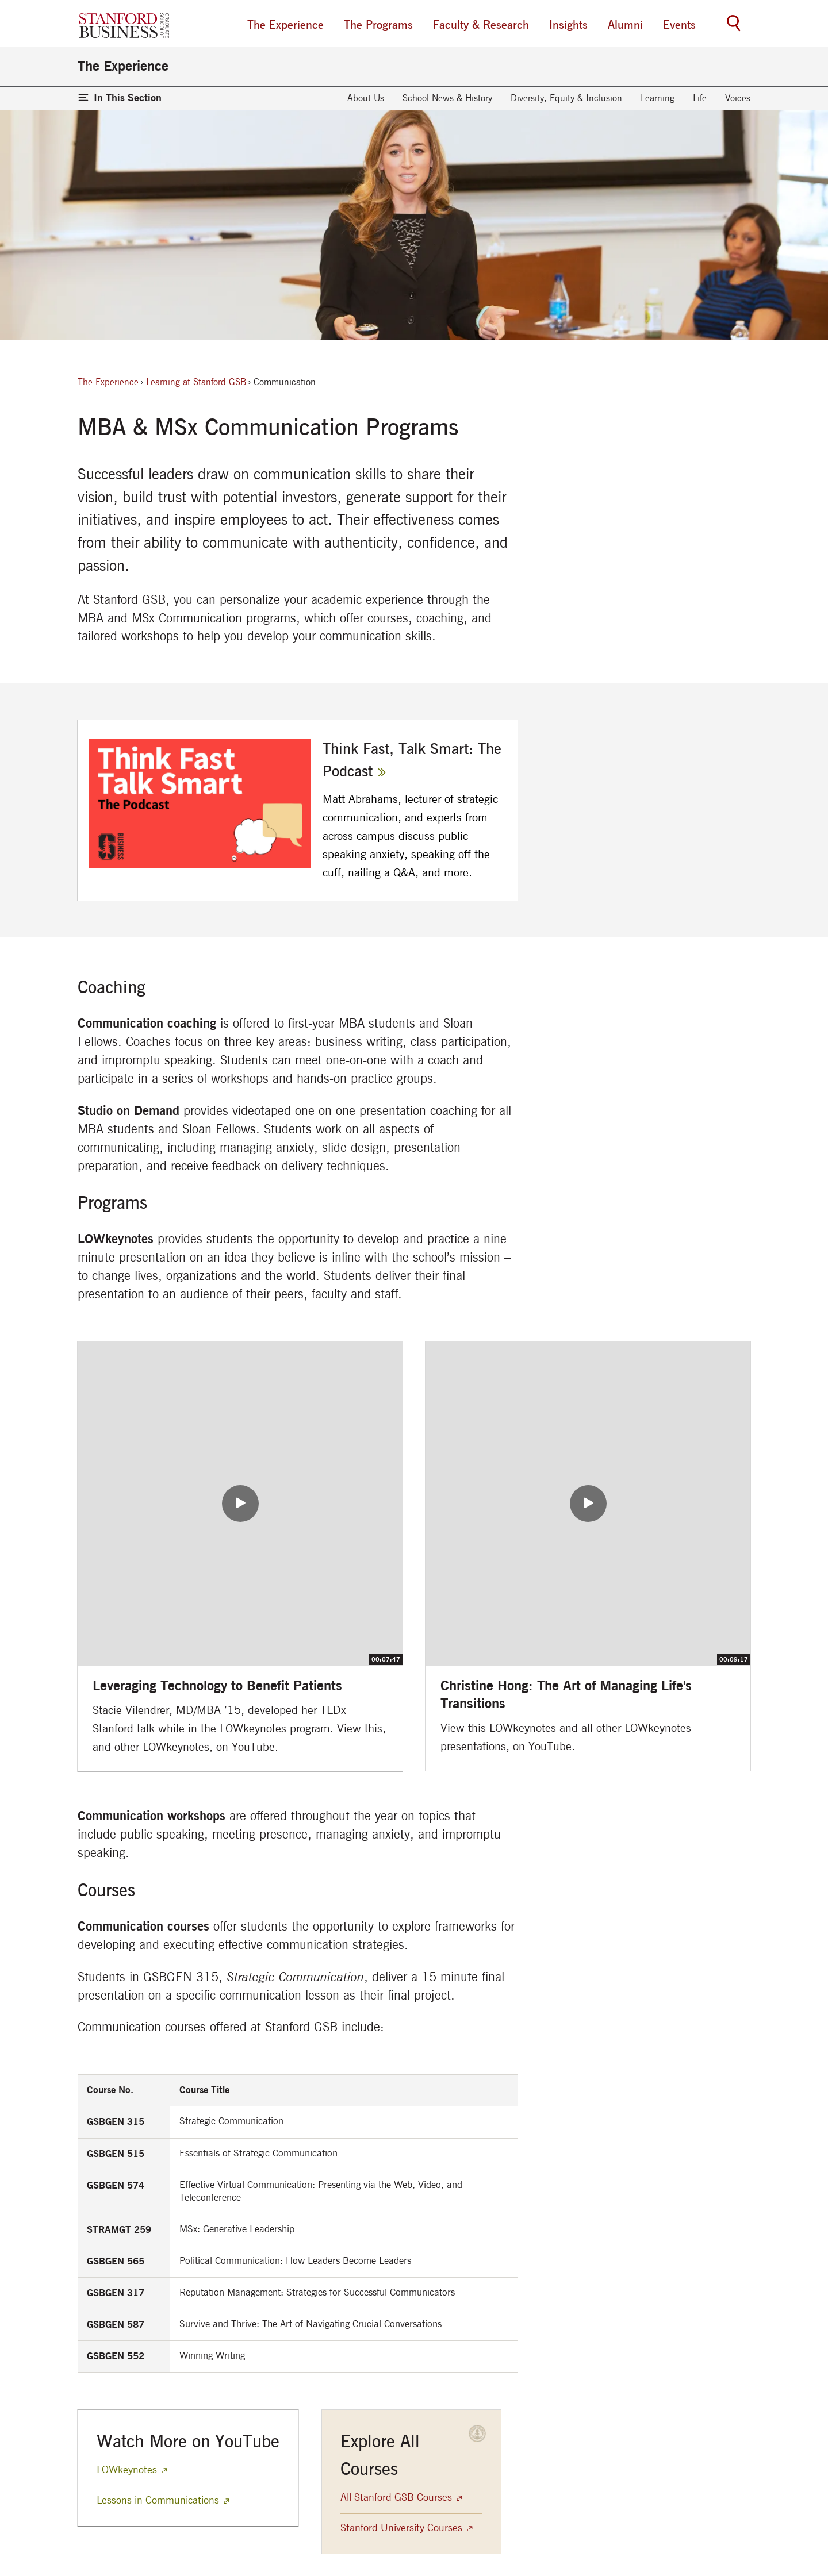 STANFORD
BUSINESS
GRADUATE
SCHOOL OF
The Experience
The Programs
Faculty & Research
Insights
Alumni
Events
The Experience
In This Section
About Us
School News & History
Diversity, Equity & Inclusion
Learning
Life
Voices
The Experience › Learning at Stanford GSB › Communication
MBA & MSx Communication Programs
Successful leaders draw on communication skills to share their
vision, build trust with potential investors, generate support for their
initiatives, and inspire employees to act. Their effectiveness comes
from their ability to communicate with authenticity, confidence, and
passion.
At Stanford GSB, you can personalize your academic experience through the
MBA and MSx Communication programs, which offer courses, coaching, and
tailored workshops to help you develop your communication skills.
Think Fast
Talk Smart
The Podcast
BUSINESS
Think Fast, Talk Smart: The
Podcast »
Matt Abrahams, lecturer of strategic
communication, and experts from
across campus discuss public
speaking anxiety, speaking off the
cuff, nailing a Q&A, and more.
Coaching
Communication coaching is offered to first-year MBA students and Sloan
Fellows. Coaches focus on three key areas: business writing, class participation,
and impromptu speaking. Students can meet one-on-one with a coach and
participate in a series of workshops and hands-on practice groups.
Studio on Demand provides videotaped one-on-one presentation coaching for all
MBA students and Sloan Fellows. Students work on all aspects of
communicating, including managing anxiety, slide design, presentation
preparation, and receive feedback on delivery techniques.
Programs
LOWkeynotes provides students the opportunity to develop and practice a nine-
minute presentation on an idea they believe is inline with the school's mission –
to change lives, organizations and the world. Students deliver their final
presentation to an audience of their peers, faculty and staff.
00:07:47
Leveraging Technology to Benefit Patients
Stacie Vilendrer, MD/MBA '15, developed her TEDx
Stanford talk while in the LOWkeynotes program. View this,
and other LOWkeynotes, on YouTube.
00:09:17
Christine Hong: The Art of Managing Life's
Transitions
View this LOWkeynotes and all other LOWkeynotes
presentations, on YouTube.
Communication workshops are offered throughout the year on topics that
include public speaking, meeting presence, managing anxiety, and impromptu
speaking.
Courses
Communication courses offer students the opportunity to explore frameworks for
developing and executing effective communication strategies.
Students in GSBGEN 315, Strategic Communication, deliver a 15-minute final
presentation on a specific communication lesson as their final project.
Communication courses offered at Stanford GSB include:
Course No. Course Title
GSBGEN 315 Strategic Communication
GSBGEN 515 Essentials of Strategic Communication
GSBGEN 574 Effective Virtual Communication: Presenting via the Web, Video, and
Teleconference
STRAMGT 259 MSx: Generative Leadership
GSBGEN 565 Political Communication: How Leaders Become Leaders
GSBGEN 317 Reputation Management: Strategies for Successful Communicators
GSBGEN 587 Survive and Thrive: The Art of Navigating Crucial Conversations
GSBGEN 552 Winning Writing
Watch More on YouTube
LOWkeynotes
Lessons in Communications
Explore All
Courses
All Stanford GSB Courses
Stanford University Courses